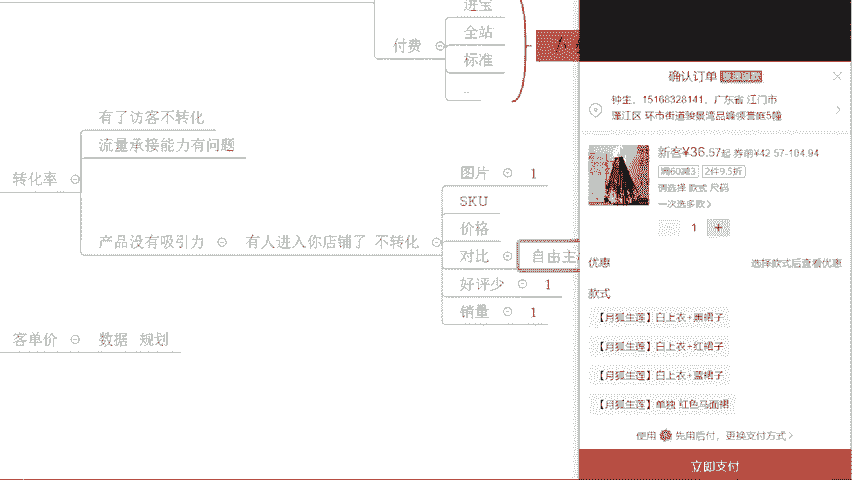 进宝
付费
全站
标准
有了访客不转化
流量承接能力有问题
转化率
产品没有吸引力
有人进入你店铺了 不转化
图片 1
SKU
价格
对比
自由主
好评少 1
销量 1
客单价
数据 规划
确认订单
钟生，15168328141，广东省 江门市
蓬江区 环市街道骏景湾品峰领誉庭5幢
新客¥36.57起 券前¥42.57-104.94
满60减3 2件9.5折
请选择 款式 尺码
一次选多款
1 +
优惠
选择款式后查看优惠
款式
【月狐生莲】白上衣+黑裙子
【月狐生莲】白上衣+红裙子
【月狐生莲】白上衣+蓝裙子
【月狐生莲】单独 红色马面裙
使用 先用后付，更换支付方式
立即支付